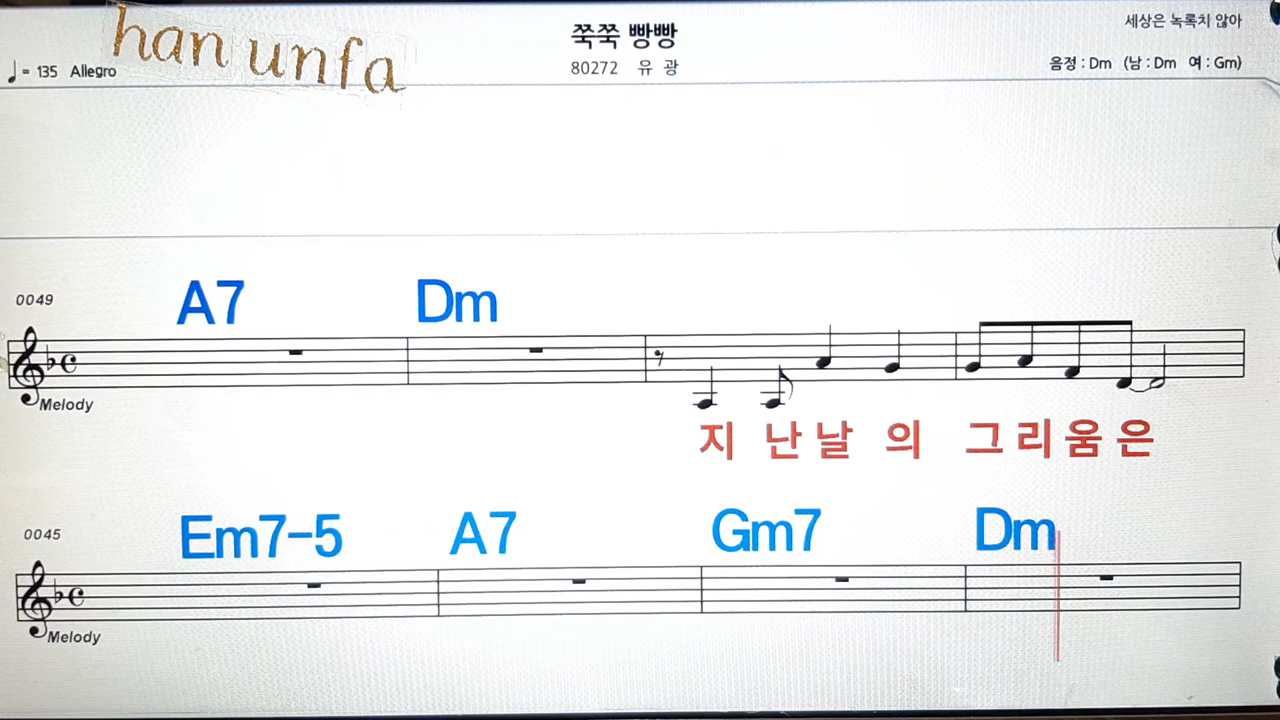 han unfa
쭉쭉 빵빵
세상은 녹록치 않아
♩= 135 Allegro
80272 유 광
음정 : Dm (남 : Dm 여 : Gm)
0049
A7 Dm
Melody
지 난 날 의 그 리 움 은
0045
Em7-5 A7 Gm7 Dm
Melody